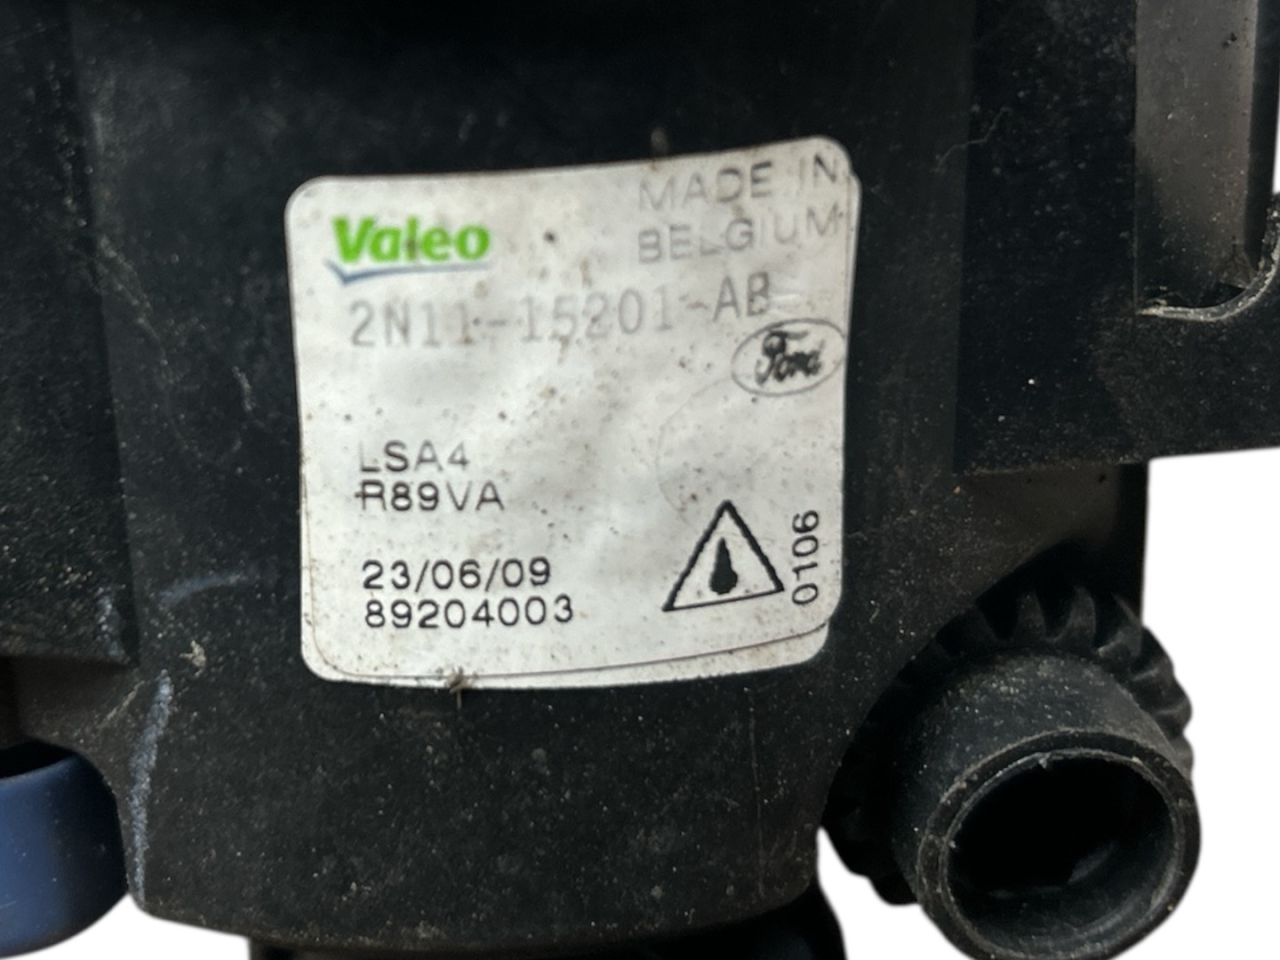 Valeo
MADE IN
BELGIUM
2N11-15201-AB
Ford
LSA4
R89VA
23/06/09
89204003
0106